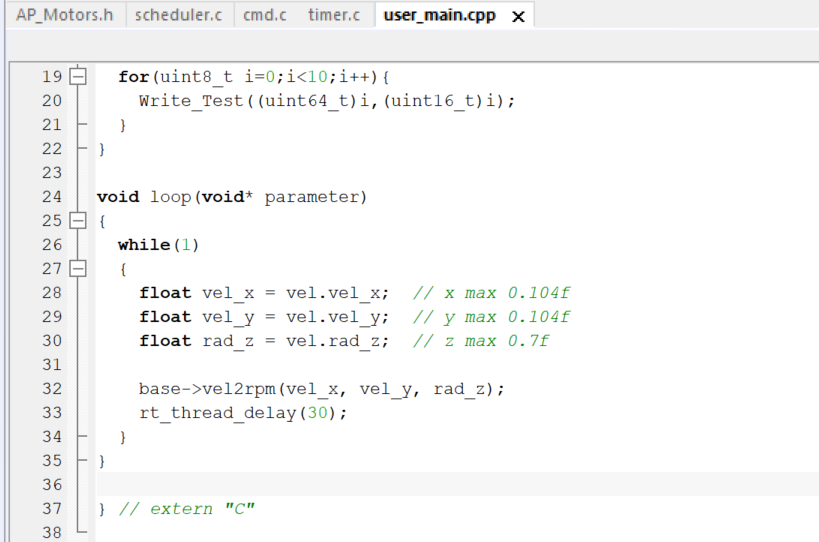 AP_Motors.h scheduler.c cmd.c timer.c user_main.cpp
19 for(uint8_t i=0;i<10;i++){
20 Write_Test((uint64_t)i,(uint16_t)i);
21 }
22 }
23
24 void loop(void* parameter)
25 {
26 while(1)
27 {
28 float vel_x = vel.vel_x; // x max 0.104f
29 float vel_y = vel.vel_y; // y max 0.104f
30 float rad_z = vel.rad_z; // z max 0.7f
31
32 base->vel2rpm(vel_x, vel_y, rad_z);
33 rt_thread_delay(30);
34 }
35 }
36
37 } // extern "C"
38